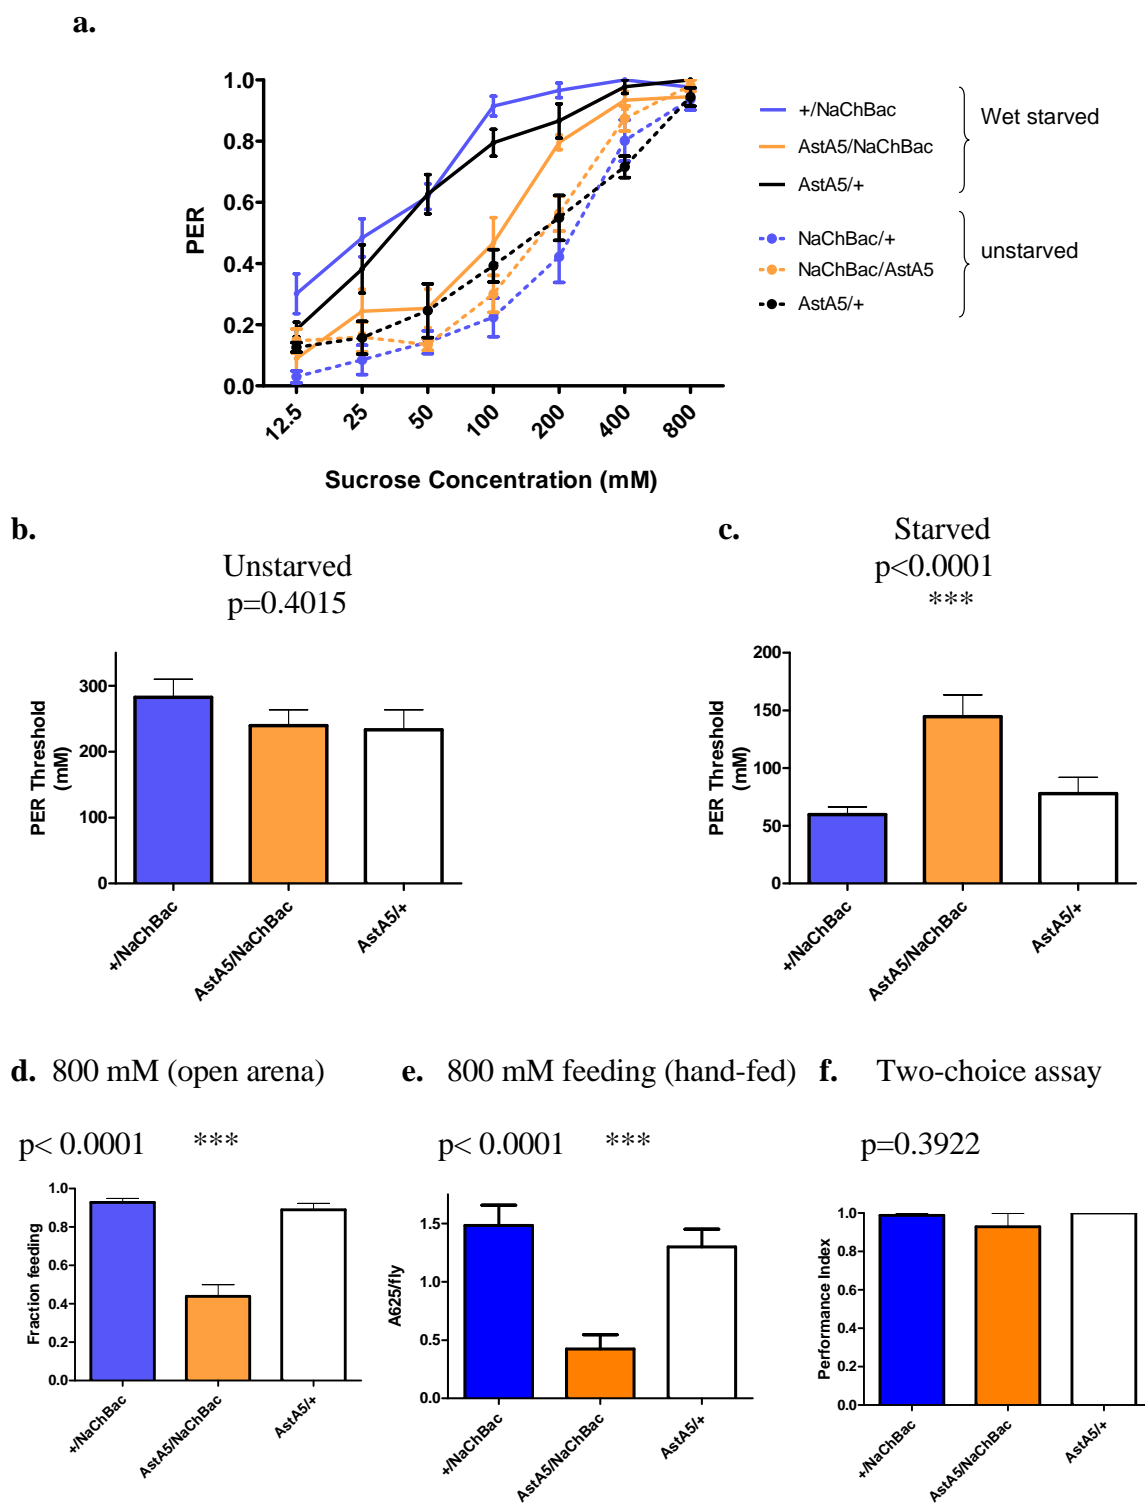 a.
1.0
0.8
0.6
0.4
0.2
0.0
PER
12.5
25
50
100
200
400
800
Sucrose Concentration (mM)
+/NaChBac
AstA5/NaChBac
AstA5/+
Wet starved
NaChBac/+
NaChBac/AstA5
AstA5/+
unstarved
b.
Unstarved
p=0.4015
300
200
100
0
PER Threshold
(mM)
+/NaChBac
AstA5/NaChBac
AstA5/+
c.
Starved
p<0.0001
***
200
150
100
50
0
PER Threshold
(mM)
+/NaChBac
AstA5/NaChBac
AstA5/+
d. 800 mM (open arena)
p< 0.0001 ***
1.0
0.8
0.6
0.4
0.2
0.0
Fraction feeding
+/NaChBac
AstA5/NaChBac
AstA5/+
e. 800 mM feeding (hand-fed)
p< 0.0001 ***
1.5
1.0
0.5
0.0
A625/fly
+/NaChBac
AstA5/NaChBac
AstA5/+
f. Two-choice assay
p=0.3922
1.0
0.8
0.6
0.4
0.2
0.0
Performance Index
+/NaChBac
AstA5/NaChBac
AstA5/+